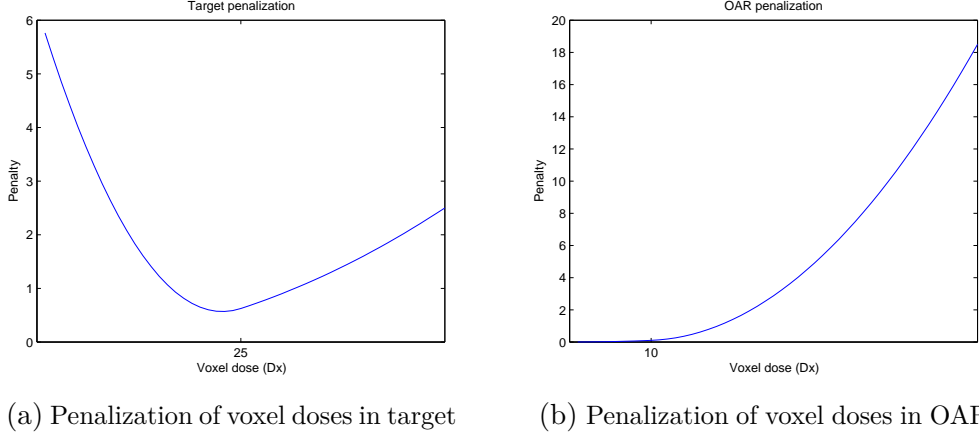 Target penalization
6
5
4
3
2
1
0
Penalty
25
Voxel dose (Dx)
(a) Penalization of voxel doses in target
OAR penalization
20
18
16
14
12
10
8
6
4
2
0
Penalty
10
Voxel dose (Dx)
(b) Penalization of voxel doses in OAR